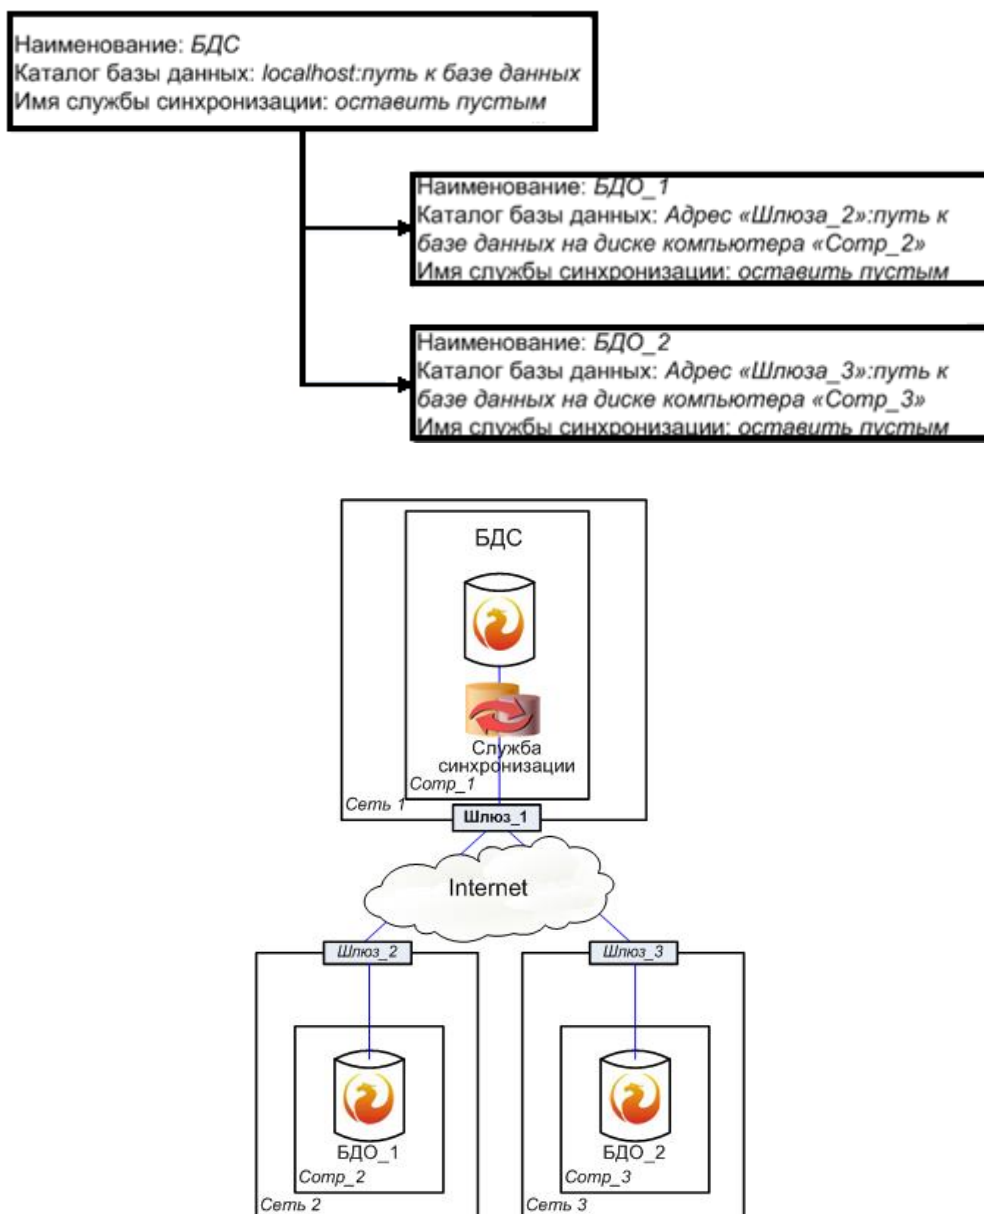 Наименование: БДС
Каталог базы данных: localhost:путь к базе данных
Имя службы синхронизации: оставить пустым
Наименование: БДО_1
Каталог базы данных: Адрес «Шлюза_2»:путь к
базе данных на диске компьютера «Comp_2»
Имя службы синхронизации: оставить пустым
Наименование: БДО_2
Каталог базы данных: Адрес «Шлюза_3»:путь к
базе данных на диске компьютера «Comp_3»
Имя службы синхронизации: оставить пустым
БДС
Служба
синхронизации
Comp_1
Сеть 1
Шлюз_1
Internet
Шлюз_2
Шлюз_3
БДО_1
БДО_2
Comp_2
Comp_3
Сеть 2
Сеть 3